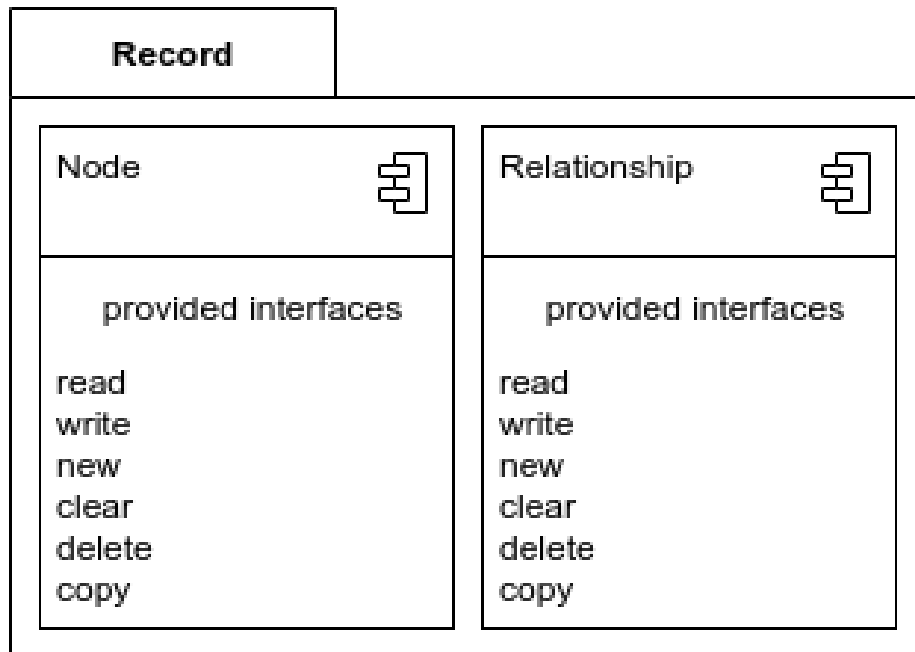 Record
Node
provided interfaces
read
write
new
clear
delete
copy
Relationship
provided interfaces
read
write
new
clear
delete
copy